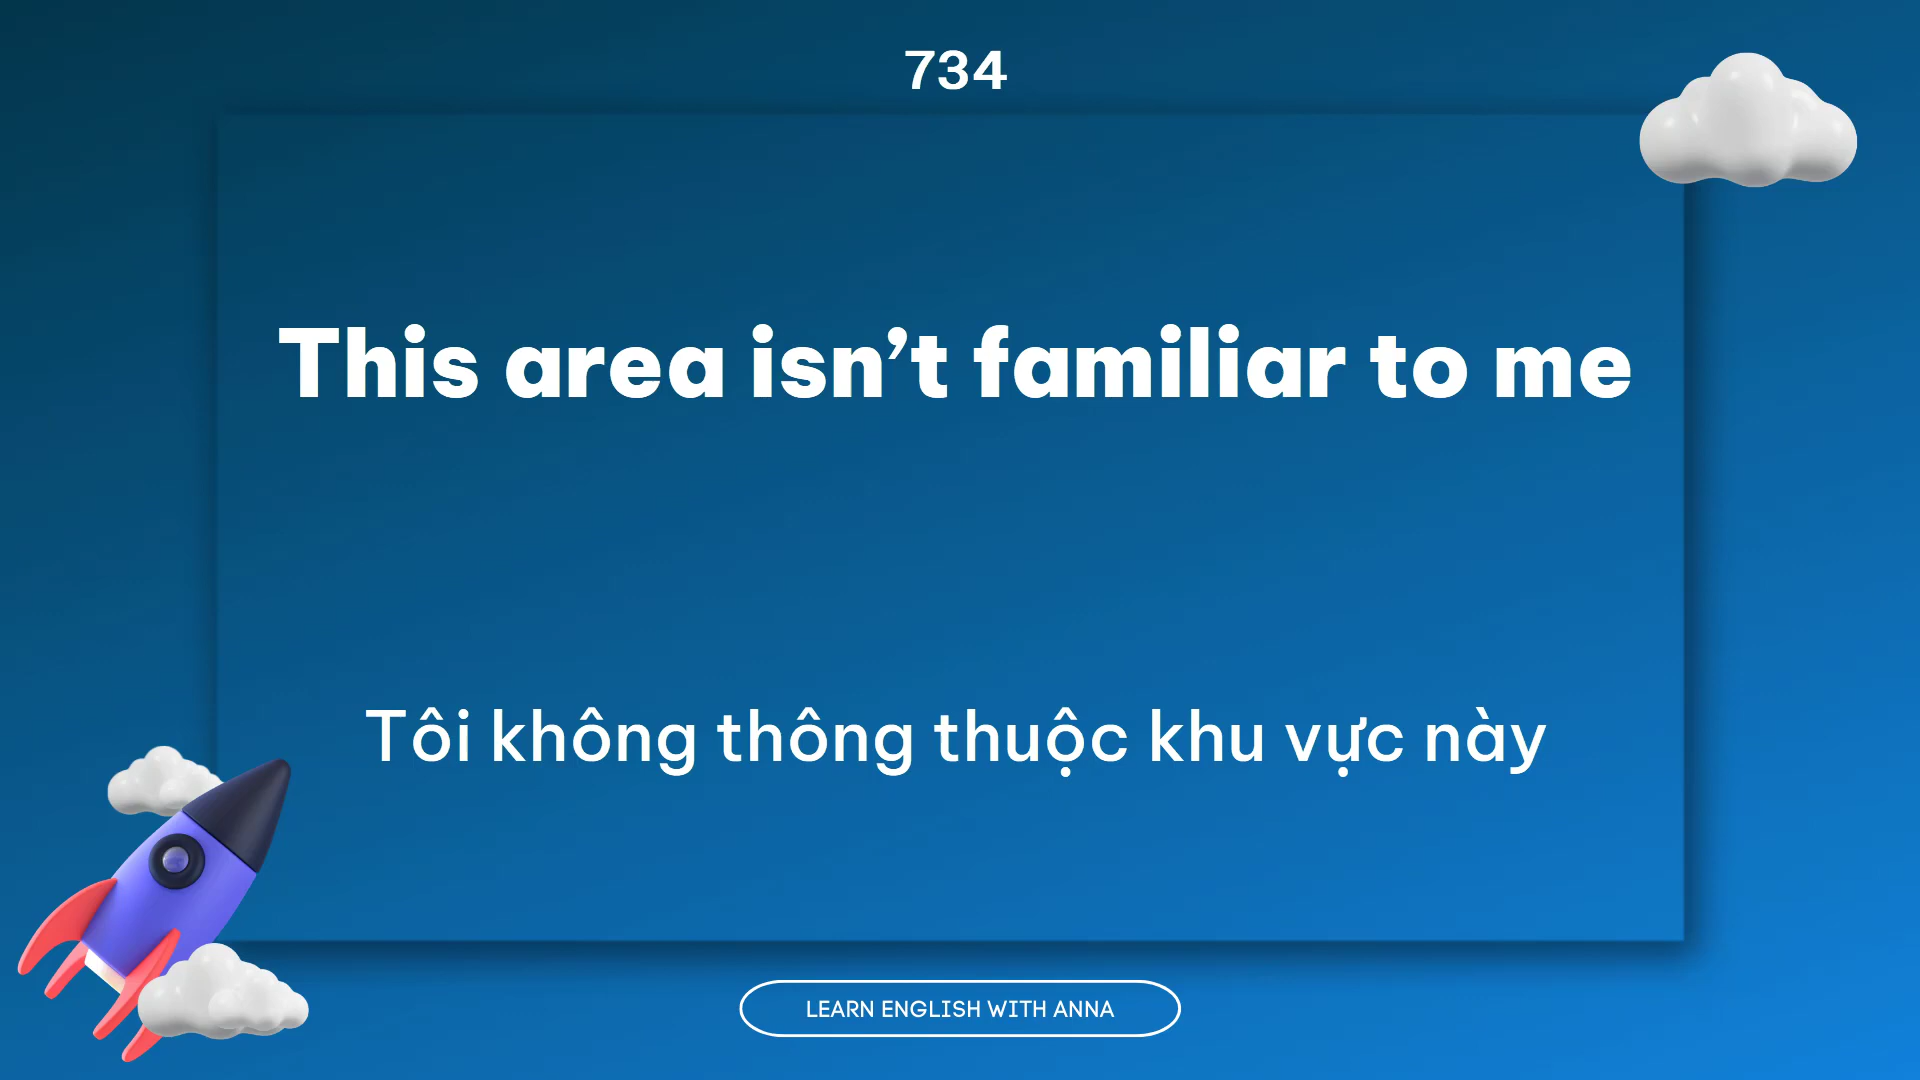 734
This area isn’t familiar to me
Tôi không thông thuộc khu vực này
LEARN ENGLISH WITH ANNA